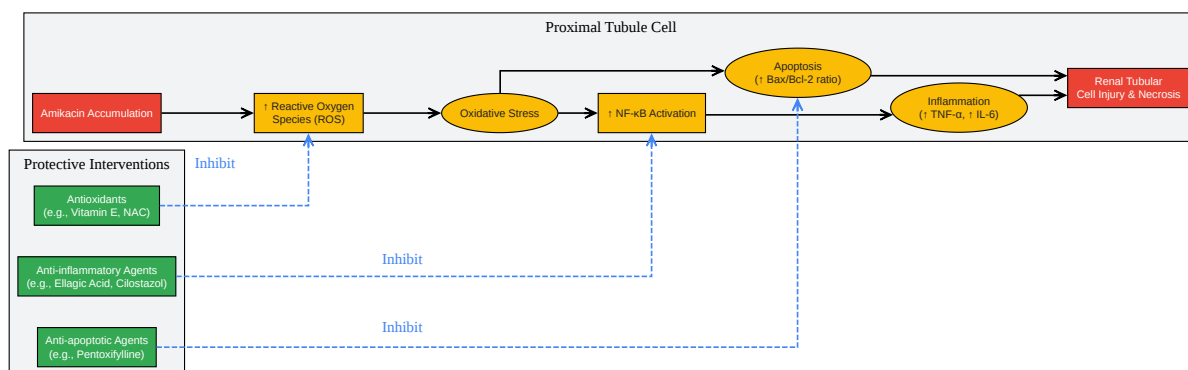 Proximal Tubule Cell
Amikacin Accumulation
↑ Reactive Oxygen
Species (ROS)
Oxidative Stress
↑ NF-κB Activation
Apoptosis
(↑ Bax/Bcl-2 ratio)
Inflammation
(↑ TNF-α, ↑ IL-6)
Renal Tubular
Cell Injury & Necrosis
Protective Interventions
Inhibit
Antioxidants
(e.g., Vitamin E, NAC)
Anti-inflammatory Agents
(e.g., Ellagic Acid, Cilostazol)
Inhibit
Anti-apoptotic Agents
(e.g., Pentoxifylline)
Inhibit